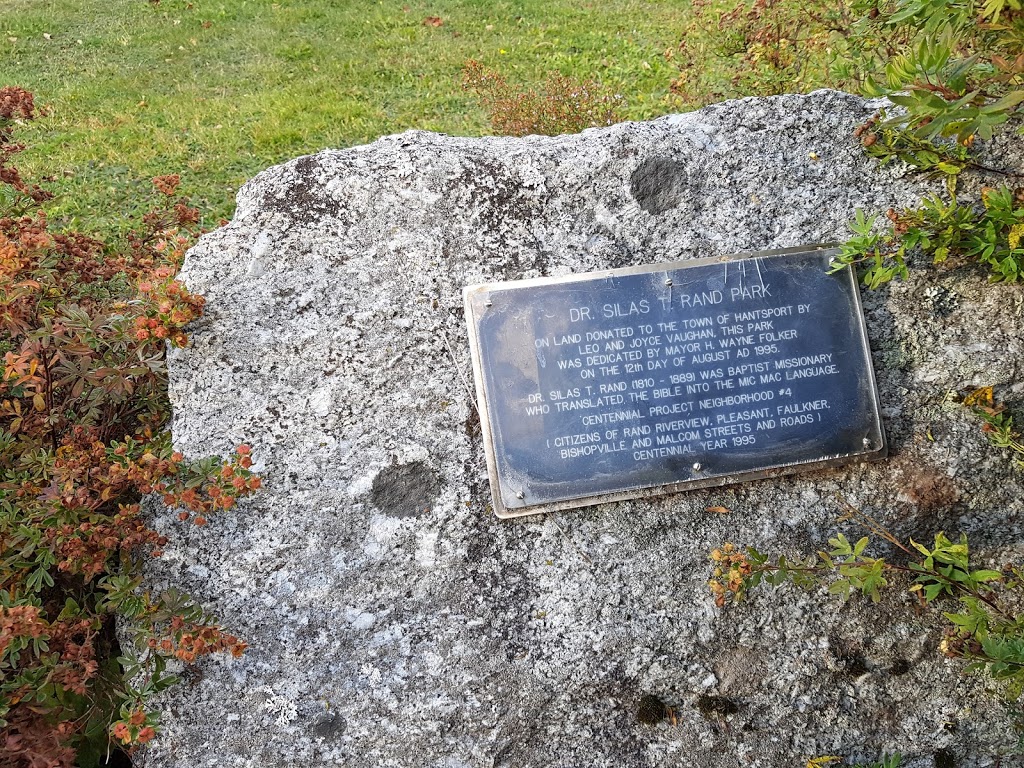 DR. SILAS T. RAND PARK
ON LAND DONATED TO THE TOWN OF HANTSPORT BY
LEO AND JOYCE VAUGHAN, THIS PARK
WAS DEDICATED BY MAYOR H. WAYNE FOLKER
ON THE 12th DAY OF AUGUST AD 1995.
DR. SILAS T. RAND (1810 - 1889) WAS BAPTIST MISSIONARY
WHO TRANSLATED, THE BIBLE INTO THE MIC MAC LANGUAGE.
CENTENNIAL PROJECT NEIGHBORHOOD #4
( CITIZENS OF RAND RIVERVIEW, PLEASANT, FAULKNER,
BISHOPVILLE AND MALCOM STREETS AND ROADS )
CENTENNIAL YEAR 1995